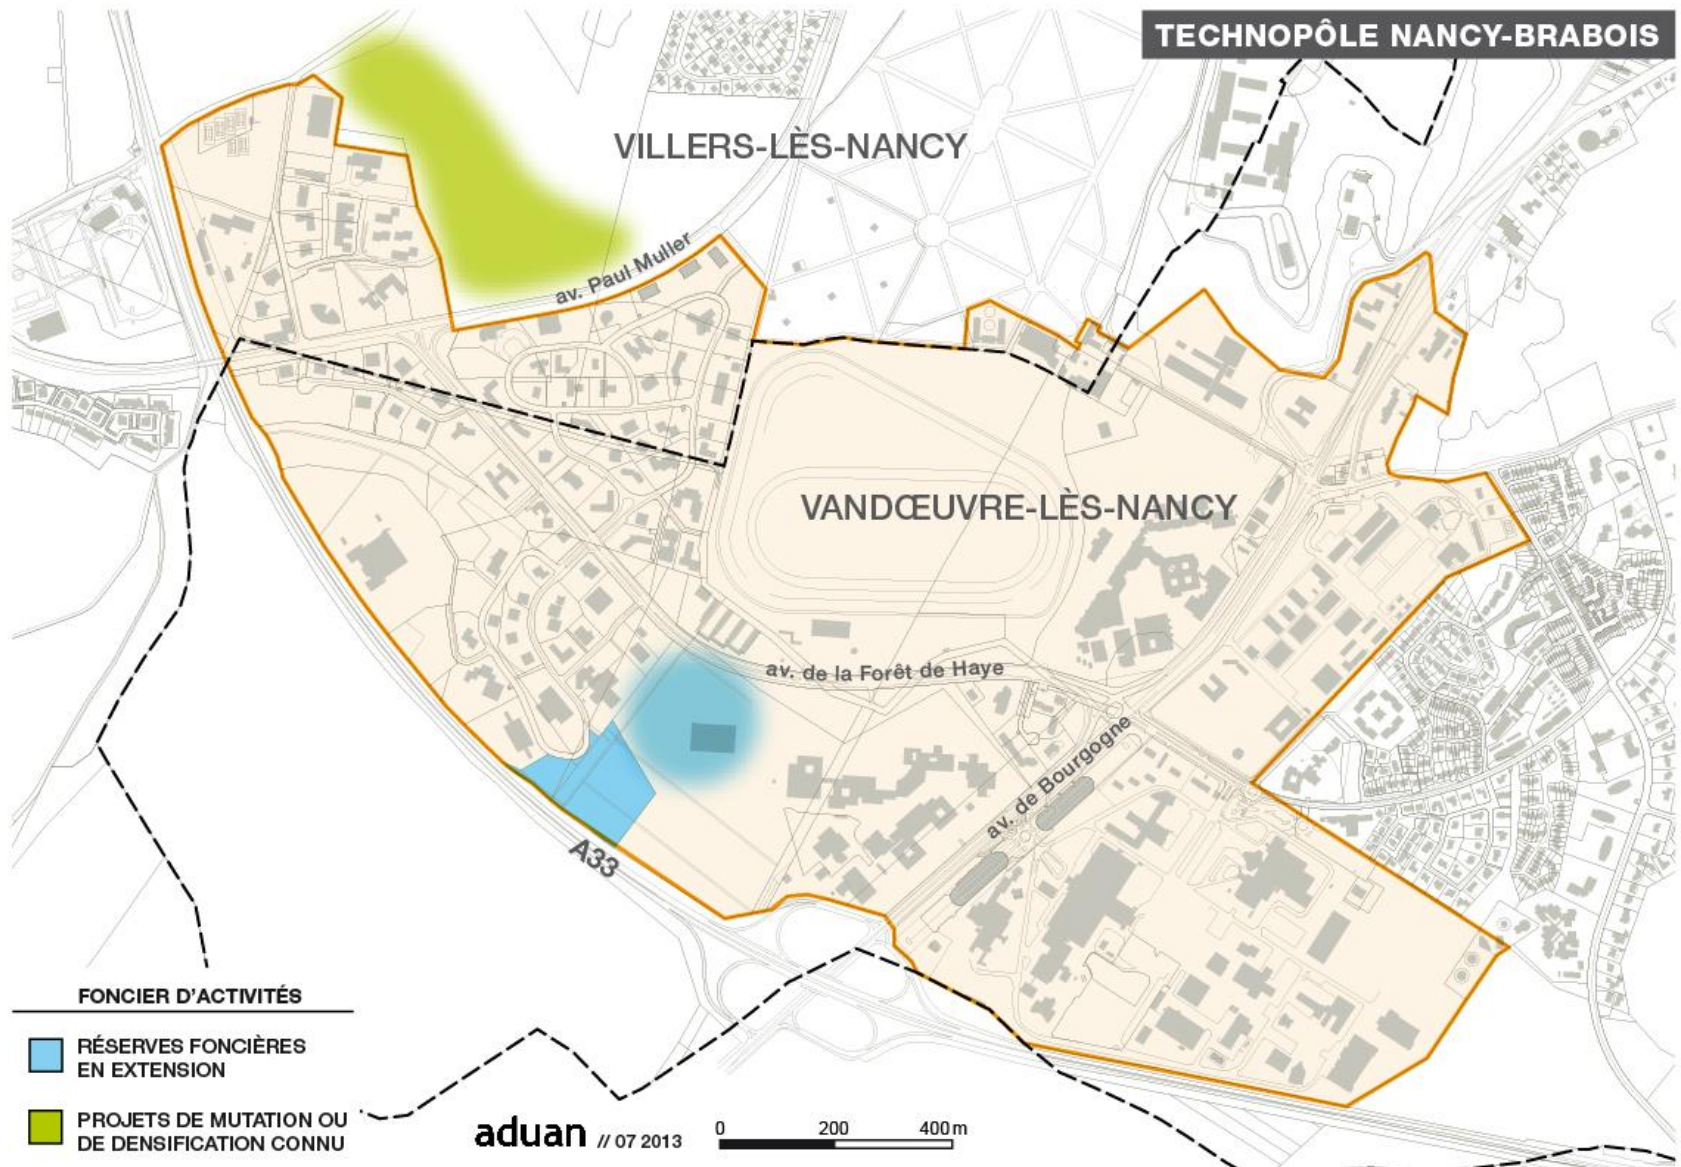 TECHNOPÔLE NANCY-BRABOIS
VILLERS-LÈS-NANCY
av. Paul Muller
VANDŒUVRE-LÈS-NANCY
av. de la Forêt de Haye
av. de Bourgogne
A33
FONCIER D'ACTIVITÉS
RÉSERVES FONCIÈRES
EN EXTENSION
PROJETS DE MUTATION OU
DE DENSIFICATION CONNU
aduan // 07 2013
0 200 400 m